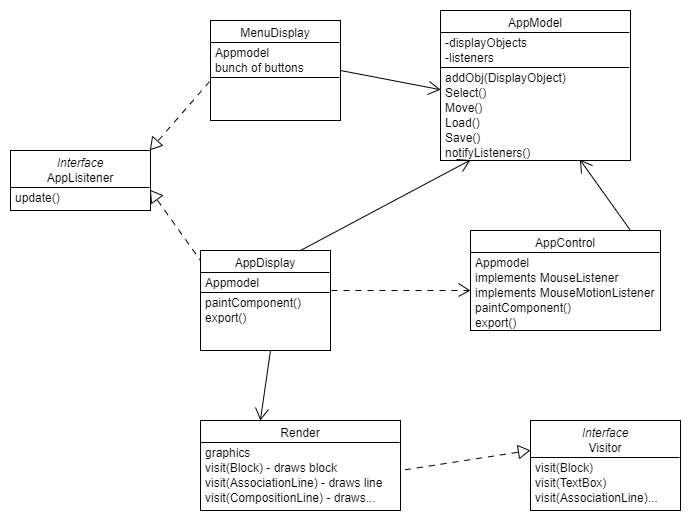 MenuDisplay
Appmodel
bunch of buttons
AppModel
-displayObjects
-listeners
addObj(DisplayObject)
Select()
Move()
Load()
Save()
notifyListeners()
Interface
AppLisitener
update()
AppDisplay
Appmodel
paintComponent()
export()
AppControl
Appmodel
implements MouseListener
implements MouseMotionListener
paintComponent()
export()
Render
graphics
visit(Block) - draws block
visit(AssociationLine) - draws line
visit(CompositionLine) - draws...
Interface
Visitor
visit(Block)
visit(TextBox)
visit(AssociationLine)...